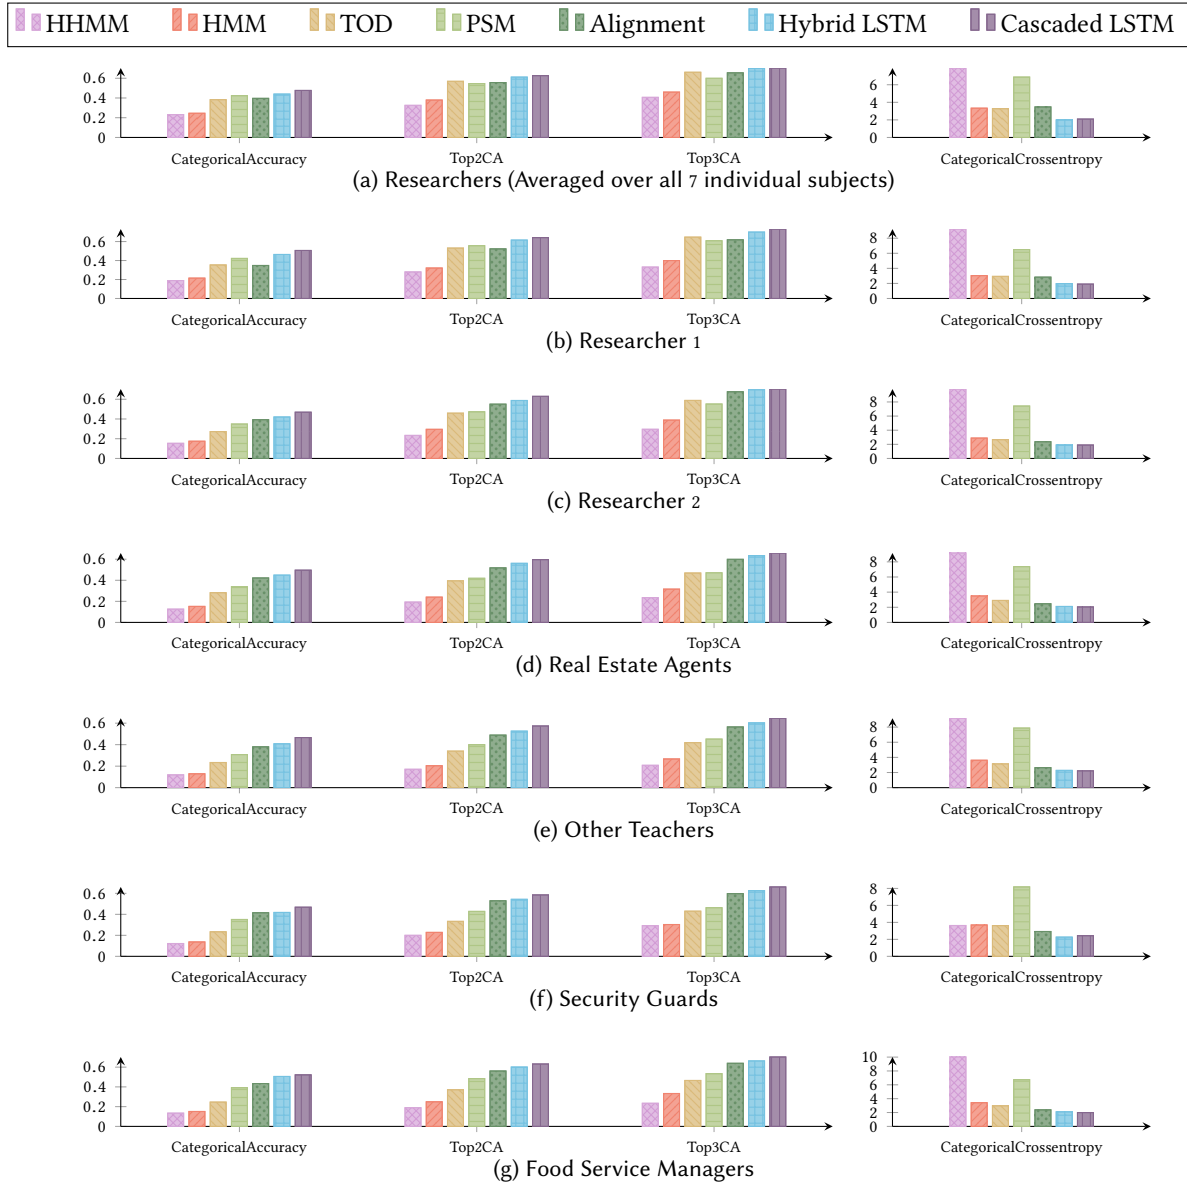 HHMM HMM TOD PSM Alignment Hybrid LSTM Cascaded LSTM
0.6
0.4
0.2
0
CategoricalAccuracy Top2CA Top3CA
6
4
2
0
CategoricalCrossentropy
(a) Researchers (Averaged over all 7 individual subjects)
0.6
0.4
0.2
0
CategoricalAccuracy Top2CA Top3CA
8
6
4
2
0
CategoricalCrossentropy
(b) Researcher 1
0.6
0.4
0.2
0
CategoricalAccuracy Top2CA Top3CA
8
6
4
2
0
CategoricalCrossentropy
(c) Researcher 2
0.6
0.4
0.2
0
CategoricalAccuracy Top2CA Top3CA
8
6
4
2
0
CategoricalCrossentropy
(d) Real Estate Agents
0.6
0.4
0.2
0
CategoricalAccuracy Top2CA Top3CA
8
6
4
2
0
CategoricalCrossentropy
(e) Other Teachers
0.6
0.4
0.2
0
CategoricalAccuracy Top2CA Top3CA
8
6
4
2
0
CategoricalCrossentropy
(f) Security Guards
0.6
0.4
0.2
0
CategoricalAccuracy Top2CA Top3CA
10
8
6
4
2
0
CategoricalCrossentropy
(g) Food Service Managers